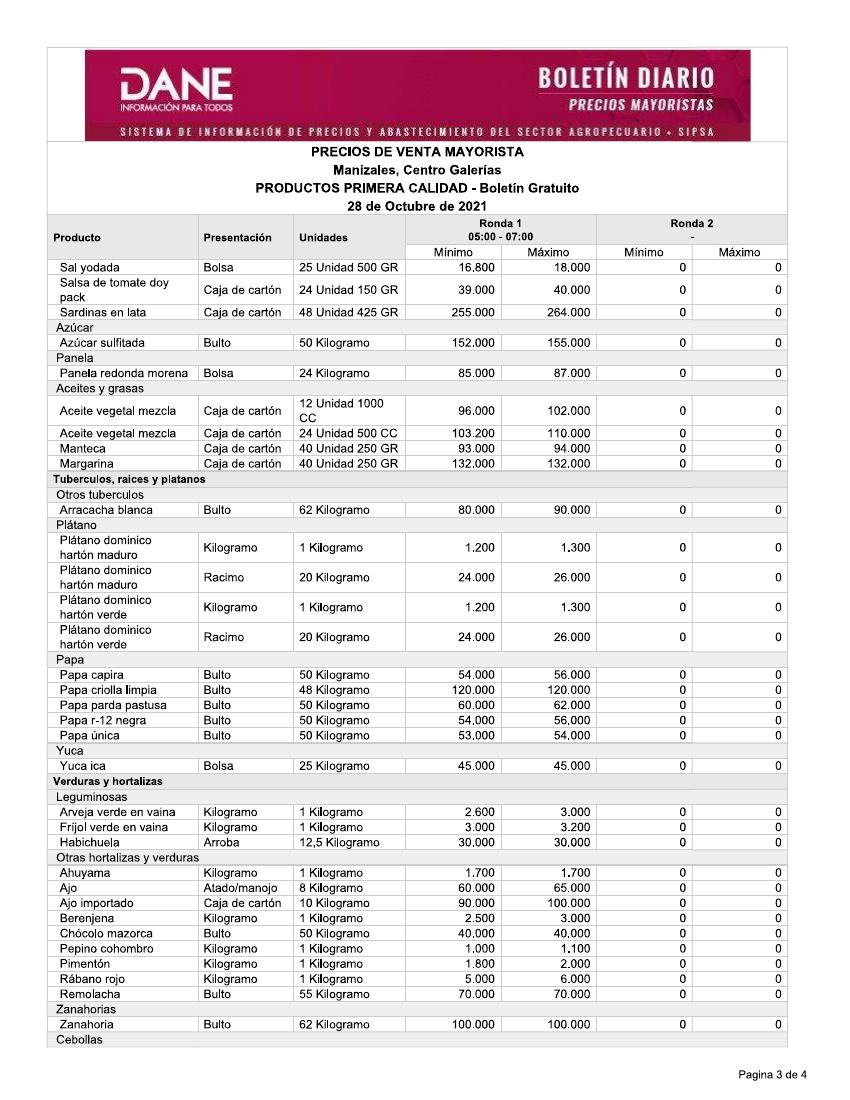 DANE
INFORMACIÓN PARA TODOS
BOLETÍN DIARIO
PRECIOS MAYORISTAS
SISTEMA DE INFORMACIÓN DE PRECIOS Y ABASTECIMIENTO DEL SECTOR AGROPECUARIO • SIPSA
PRECIOS DE VENTA MAYORISTA
Manizales, Centro Galerías
PRODUCTOS PRIMERA CALIDAD - Boletín Gratuito
28 de Octubre de 2021
Producto Presentación Unidades Ronda 1 Ronda 2
05:00 - 07:00 -
Mínimo Máximo Mínimo Máximo
Sal yodada Bolsa 25 Unidad 500 GR 16.800 18.000 0 0
Salsa de tomate doy
pack Caja de cartón 24 Unidad 150 GR 39.000 40.000 0 0
Sardinas en lata Caja de cartón 48 Unidad 425 GR 255.000 264.000 0 0
Azúcar
Azúcar sulfitada Bulto 50 Kilogramo 152.000 155.000 0 0
Panela
Panela redonda morena Bolsa 24 Kilogramo 85.000 87.000 0 0
Aceites y grasas
Aceite vegetal mezcla Caja de cartón 12 Unidad 1000
CC 96.000 102.000 0 0
Aceite vegetal mezcla Caja de cartón 24 Unidad 500 CC 103.200 110.000 0 0
Manteca Caja de cartón 40 Unidad 250 GR 93.000 94.000 0 0
Margarina Caja de cartón 40 Unidad 250 GR 132.000 132.000 0 0
Tuberculos, raices y platanos
Otros tuberculos
Arracacha blanca Bulto 62 Kilogramo 80.000 90.000 0 0
Plátano
Plátano dominico
hartón maduro Kilogramo 1 Kilogramo 1.200 1.300 0 0
Plátano dominico
hartón maduro Racimo 20 Kilogramo 24.000 26.000 0 0
Plátano dominico
hartón verde Kilogramo 1 Kilogramo 1.200 1.300 0 0
Plátano dominico
hartón verde Racimo 20 Kilogramo 24.000 26.000 0 0
Papa
Papa capira Bulto 50 Kilogramo 54.000 56.000 0 0
Papa criolla limpia Bulto 48 Kilogramo 120.000 120.000 0 0
Papa parda pastusa Bulto 50 Kilogramo 60.000 62.000 0 0
Papa r-12 negra Bulto 50 Kilogramo 54.000 56.000 0 0
Papa única Bulto 50 Kilogramo 53.000 54.000 0 0
Yuca
Yuca ica Bolsa 25 Kilogramo 45.000 45.000 0 0
Verduras y hortalizas
Leguminosas
Arveja verde en vaina Kilogramo 1 Kilogramo 2.600 3.000 0 0
Fríjol verde en vaina Kilogramo 1 Kilogramo 3.000 3.200 0 0
Habichuela Arroba 12,5 Kilogramo 30.000 30.000 0 0
Otras hortalizas y verduras
Ahuyama Kilogramo 1 Kilogramo 1.700 1.700 0 0
Ajo Atado/manojo 8 Kilogramo 60.000 65.000 0 0
Ajo importado Caja de cartón 10 Kilogramo 90.000 100.000 0 0
Berenjena Kilogramo 1 Kilogramo 2.500 3.000 0 0
Chócolo mazorca Bulto 50 Kilogramo 40.000 40.000 0 0
Pepino cohombro Kilogramo 1 Kilogramo 1.000 1.100 0 0
Pimentón Kilogramo 1 Kilogramo 1.800 2.000 0 0
Rábano rojo Kilogramo 1 Kilogramo 5.000 6.000 0 0
Remolacha Bulto 55 Kilogramo 70.000 70.000 0 0
Zanahorias
Zanahoria Bulto 62 Kilogramo 100.000 100.000 0 0
Cebollas
Pagina 3 de 4